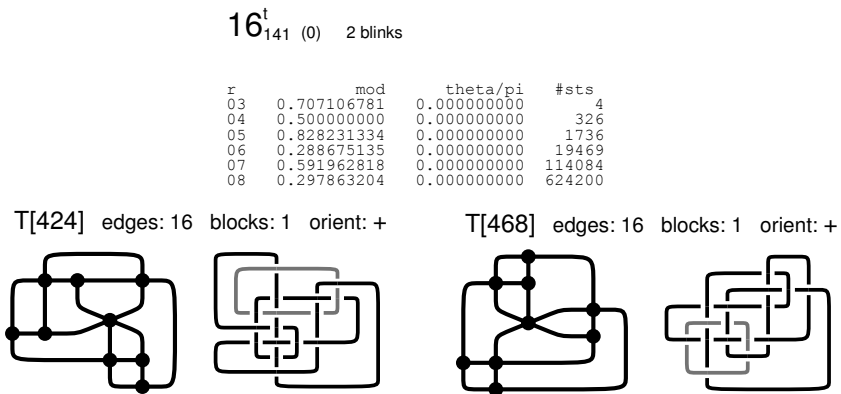 16^t_141 (0) 2 blinks
r mod theta/pi #sts
03 0.707106781 0.000000000 4
04 0.500000000 0.000000000 326
05 0.828231334 0.000000000 1736
06 0.288675135 0.000000000 19469
07 0.591962818 0.000000000 114084
08 0.297863204 0.000000000 624200
T[424] edges: 16 blocks: 1 orient: + T[468] edges: 16 blocks: 1 orient: +